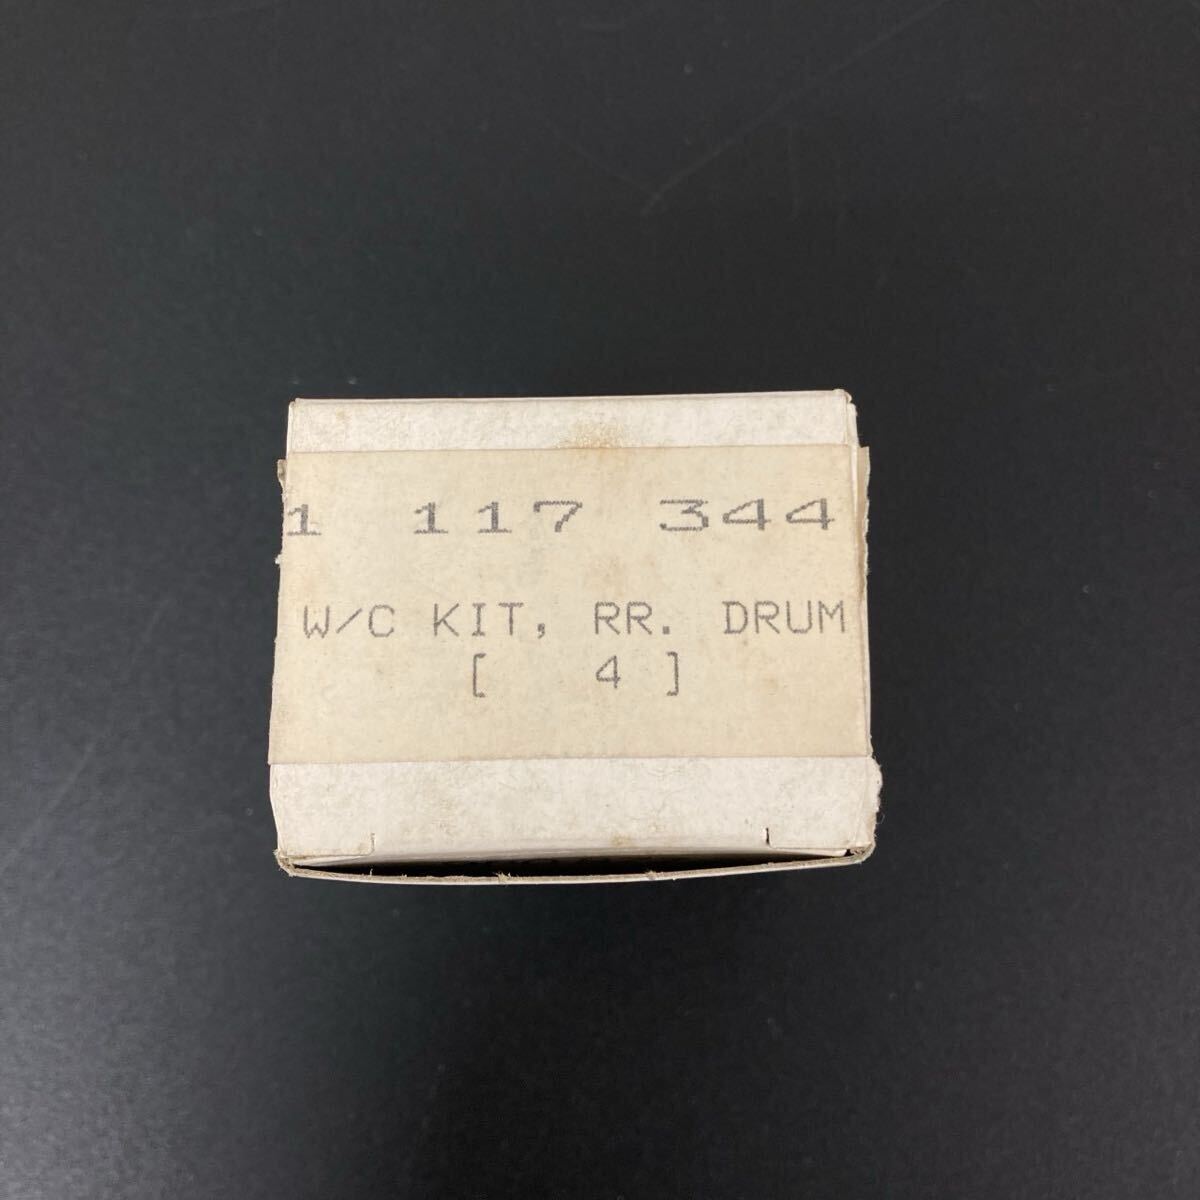 1 117 344
W/C KIT, RR. DRUM
[ 4 ]